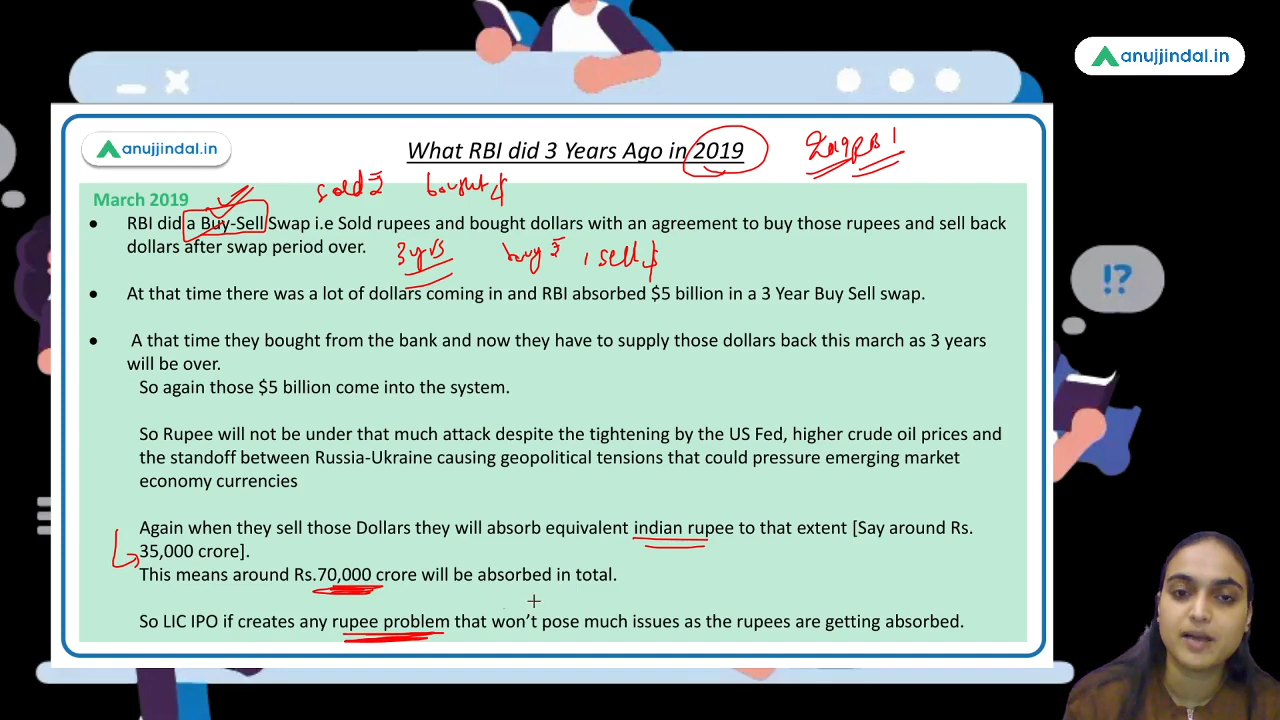 anujjindal.in
anujjindal.in
What RBI did 3 Years Ago in 2019
March 2019
sold ₹ bought $
• RBI did a Buy-Sell Swap i.e Sold rupees and bought dollars with an agreement to buy those rupees and sell back
dollars after swap period over.
3 yrs buy ₹ , sell $
• At that time there was a lot of dollars coming in and RBI absorbed $5 billion in a 3 Year Buy Sell swap.
• A that time they bought from the bank and now they have to supply those dollars back this march as 3 years
will be over.
So again those $5 billion come into the system.
So Rupee will not be under that much attack despite the tightening by the US Fed, higher crude oil prices and
the standoff between Russia-Ukraine causing geopolitical tensions that could pressure emerging market
economy currencies
Again when they sell those Dollars they will absorb equivalent indian rupee to that extent [Say around Rs.
35,000 crore].
This means around Rs.70,000 crore will be absorbed in total.
So LIC IPO if creates any rupee problem that won't pose much issues as the rupees are getting absorbed.
!?